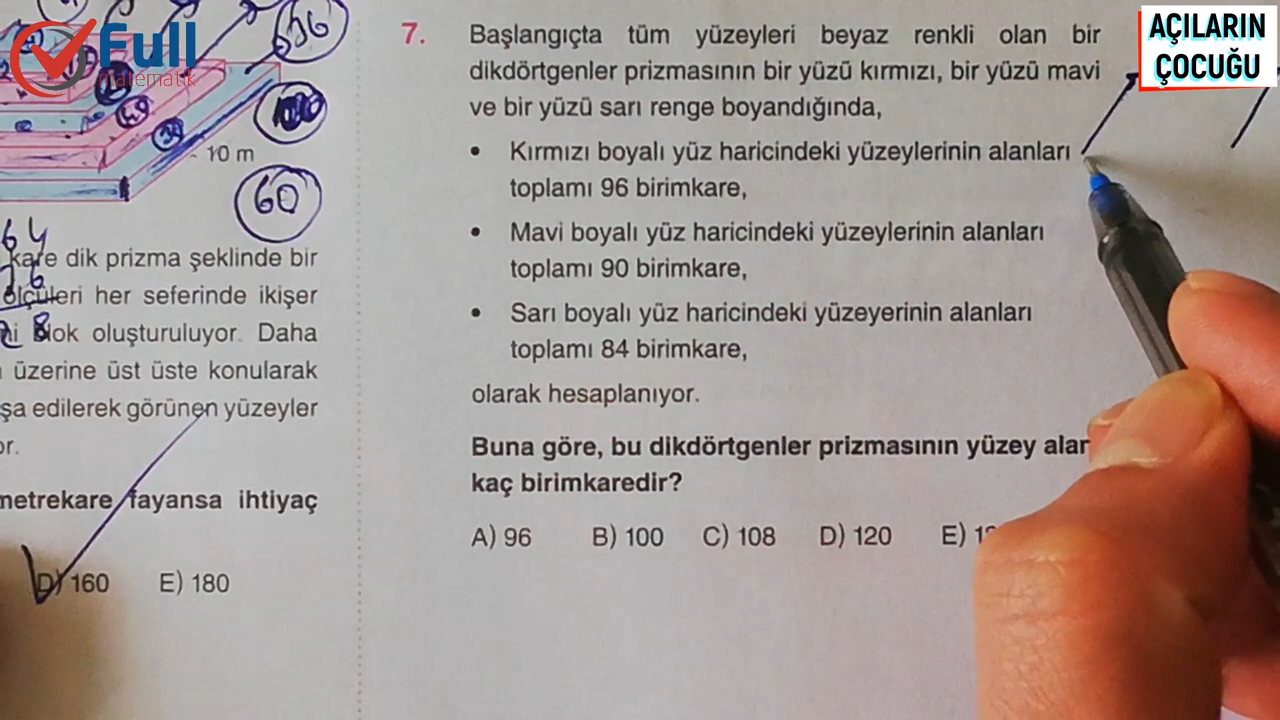 Full
matematik
AÇILARIN
ÇOCUĞU
36
10 m
60
64
kare dik prizma şeklinde bir
ölçüleri her seferinde ikişer
blok oluşturuluyor. Daha
üzerine üst üste konularak
şa edilerek görünen yüzeyler
or.
metrekare fayansa ihtiyaç
D) 160 E) 180
7. Başlangıçta tüm yüzeyleri beyaz renkli olan bir
dikdörtgenler prizmasının bir yüzü kırmızı, bir yüzü mavi
ve bir yüzü sarı renge boyandığında,
• Kırmızı boyalı yüz haricindeki yüzeylerinin alanları
toplamı 96 birimkare,
• Mavi boyalı yüz haricindeki yüzeylerinin alanları
toplamı 90 birimkare,
• Sarı boyalı yüz haricindeki yüzeyerinin alanları
toplamı 84 birimkare,
olarak hesaplanıyor.
Buna göre, bu dikdörtgenler prizmasının yüzey alan
kaç birimkaredir?
A) 96 B) 100 C) 108 D) 120 E) 1